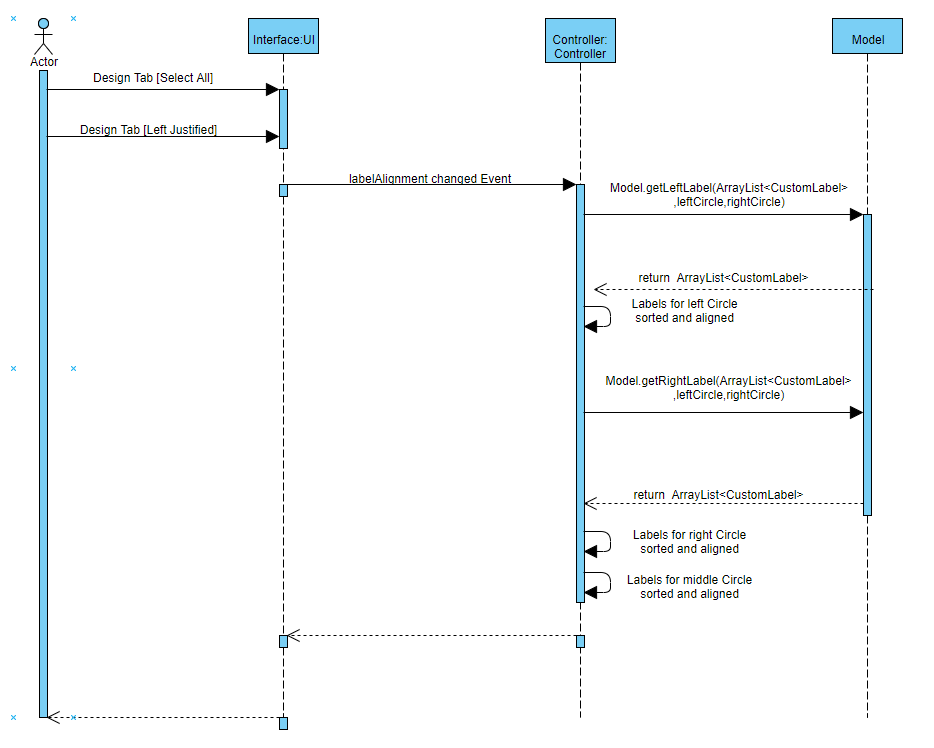 Actor
Interface:UI
Controller:
Controller
Model
Design Tab [Select All]
Design Tab [Left Justified]
labelAlignment changed Event
Model.getLeftLabel(ArrayList<CustomLabel>
,leftCircle,rightCircle)
return  ArrayList<CustomLabel>
Labels for left Circle
sorted and aligned
Model.getRightLabel(ArrayList<CustomLabel>
,leftCircle,rightCircle)
return  ArrayList<CustomLabel>
Labels for right Circle
sorted and aligned
Labels for middle Circle
sorted and aligned